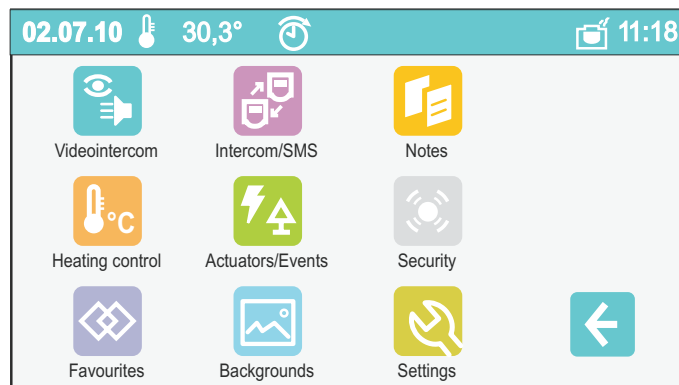 02.07.10 30,3° 11:18
Videointercom Intercom/SMS Notes
°C
Heating control Actuators/Events Security
Favourites Backgrounds Settings